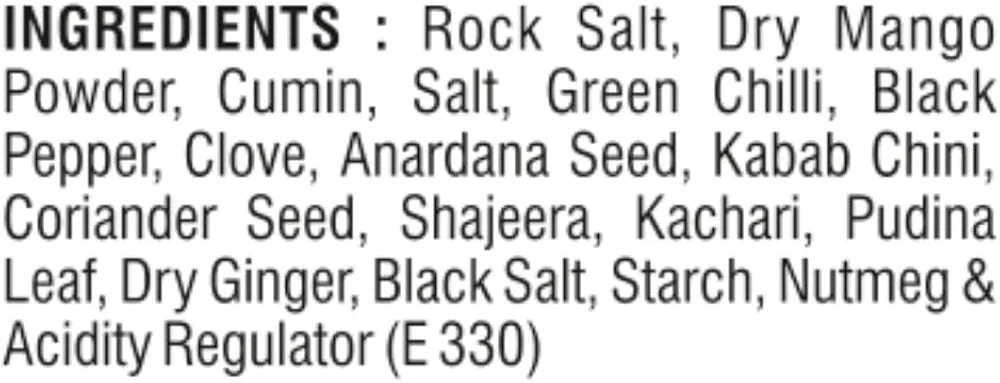 INGREDIENTS : Rock Salt, Dry Mango
Powder, Cumin, Salt, Green Chilli, Black
Pepper, Clove, Anardana Seed, Kabab Chini,
Coriander Seed, Shajeera, Kachari, Pudina
Leaf, Dry Ginger, Black Salt, Starch, Nutmeg &
Acidity Regulator (E 330)